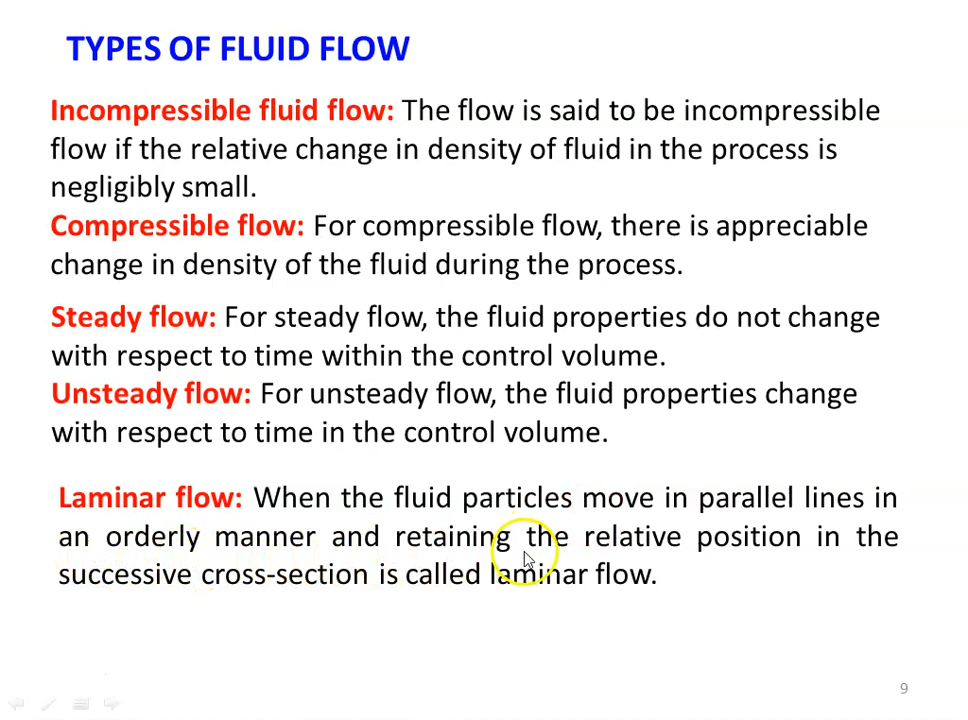 TYPES OF FLUID FLOW
Incompressible fluid flow: The flow is said to be incompressible
flow if the relative change in density of fluid in the process is
negligibly small.
Compressible flow: For compressible flow, there is appreciable
change in density of the fluid during the process.
Steady flow: For steady flow, the fluid properties do not change
with respect to time within the control volume.
Unsteady flow: For unsteady flow, the fluid properties change
with respect to time in the control volume.
Laminar flow: When the fluid particles move in parallel lines in
an orderly manner and retaining the relative position in the
successive cross-section is called laminar flow.
9